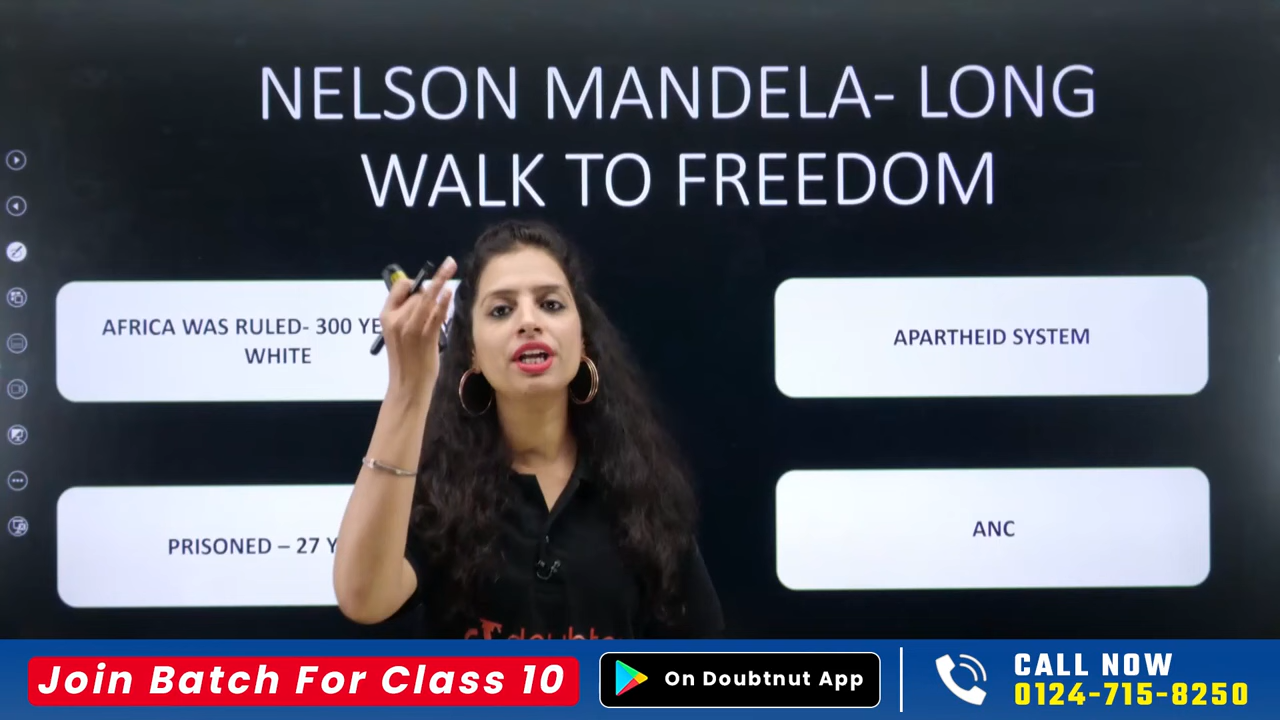 NELSON MANDELA- LONG
WALK TO FREEDOM
AFRICA WAS RULED- 300
WHITE
APARTHEID SYSTEM
PRISONED – 27
ANC
Join Batch For Class 10
On Doubtnut App
CALL NOW
0124-715-8250